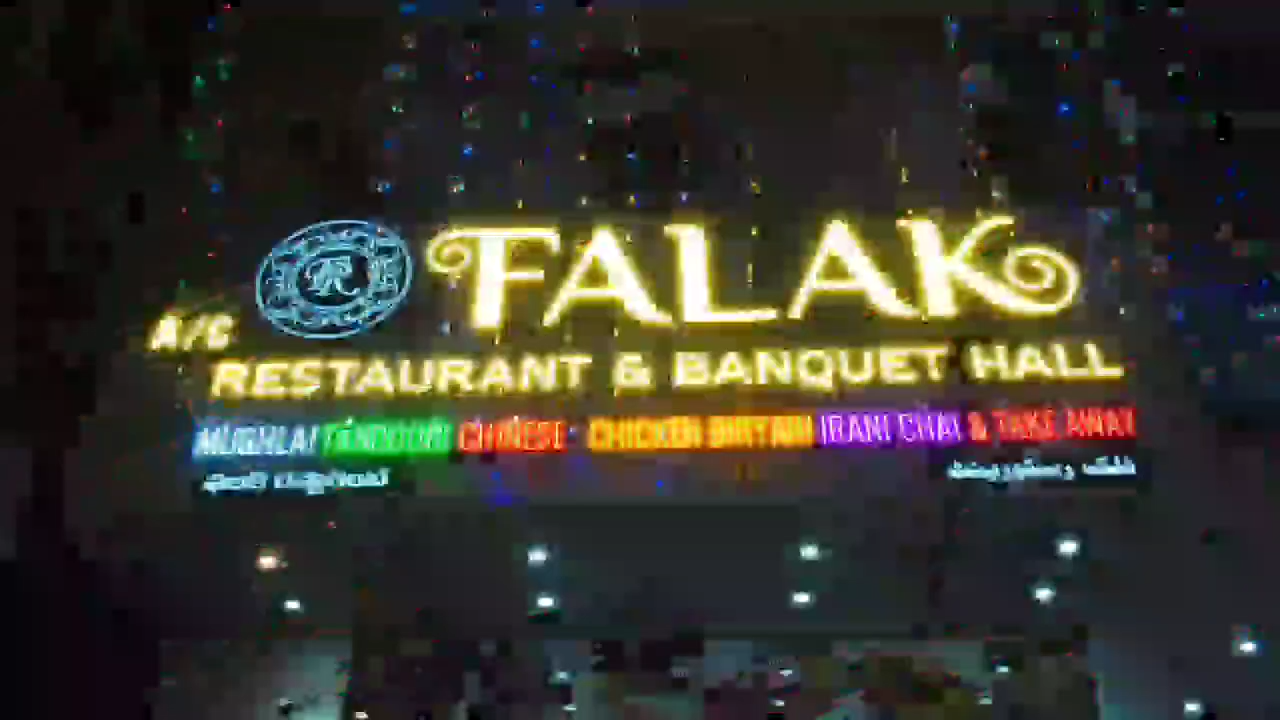 FALAK
A/C
RESTAURANT & BANQUET HALL
MUGHLAI TANDOORI CHINESE CHICKEN BIRYANI IRANI CHAI & TAKE AWAY